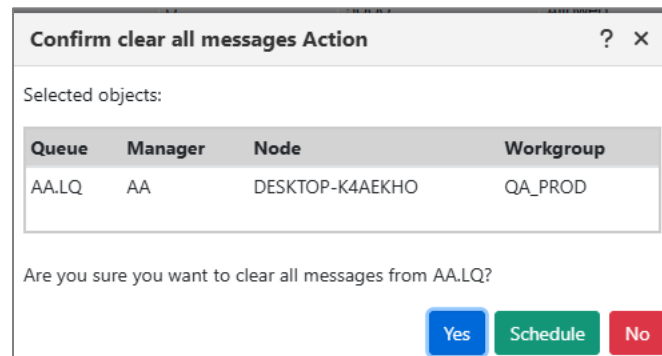 Confirm clear all messages Action ? ×
Selected objects:
Queue Manager Node Workgroup
AA.LQ AA DESKTOP-K4AEKHO QA_PROD
Are you sure you want to clear all messages from AA.LQ?
Yes Schedule No